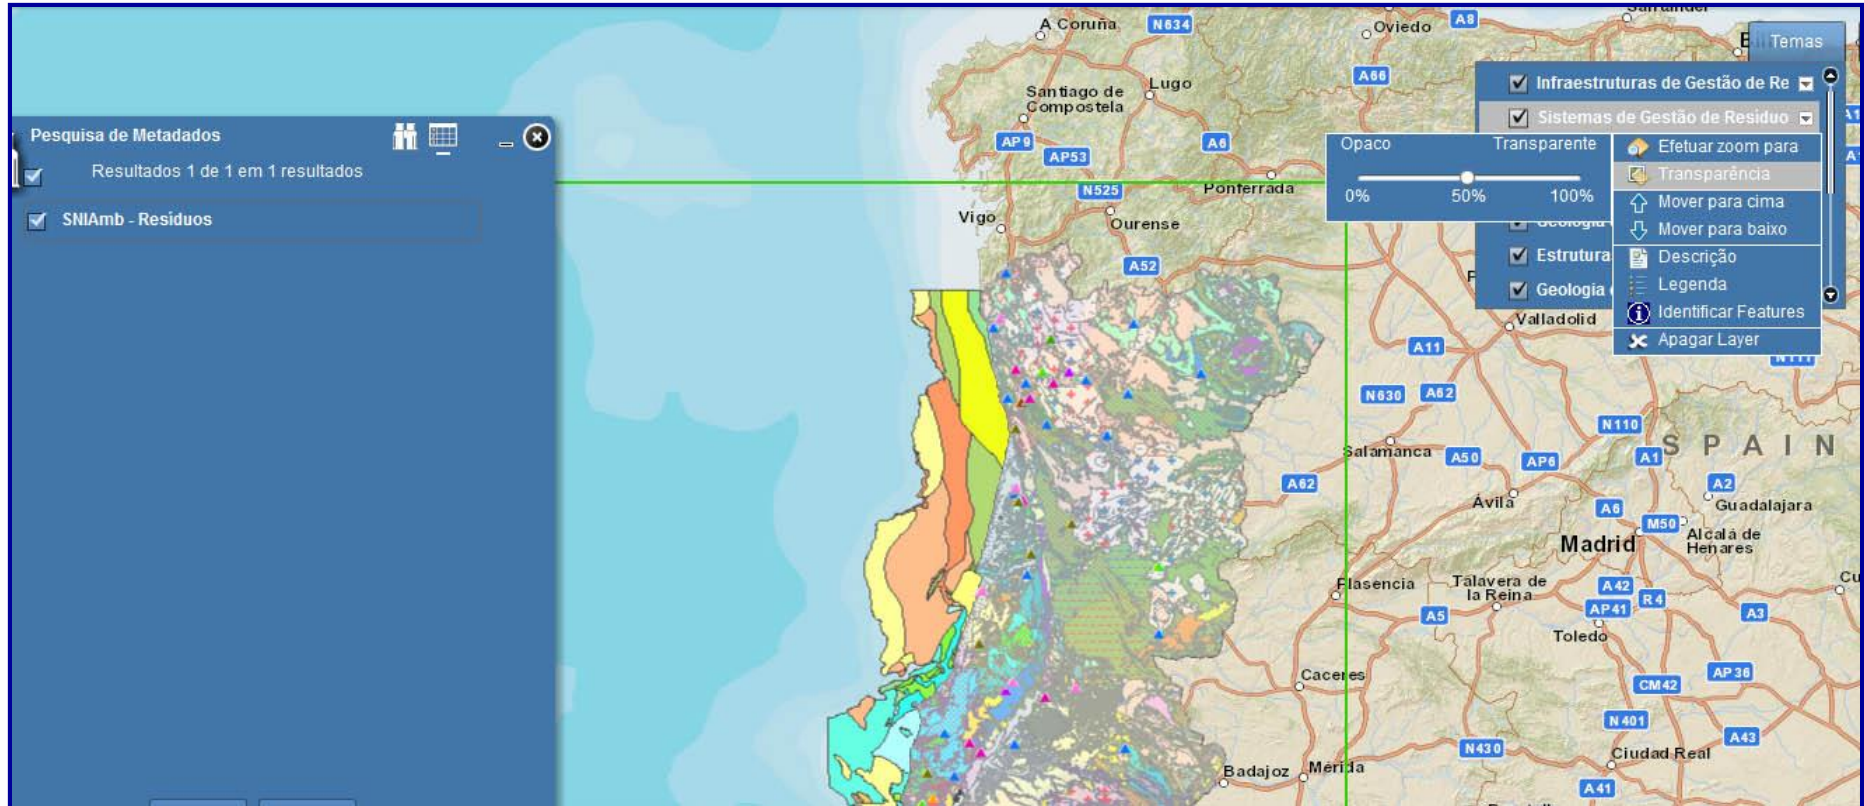 Pesquisa de Metadados
Resultados 1 de 1 em 1 resultados
SNIAmb - Resíduos
Temas
Infraestruturas de Gestão de Re
Sistemas de Gestão de Resíduo
Opaco
Transparente
0%
50%
100%
Efetuar zoom para
Transparência
Mover para cima
Mover para baixo
Descrição
Legenda
Identificar Features
Apagar Layer
Geologia
Estrutura
Geologia
A Coruña
N634
Oviedo
A8
Santander
A66
Lugo
Santiago de
Compostela
AP9
AP53
A6
N525
Ponferrada
Vigo
Ourense
A52
Valladolid
A11
N111
N630
A62
N110
SPAIN
Salamanca
A50
AP6
A1
A62
A2
Guadalajara
Ávila
A6
M50
Alcalá de
Henares
Madrid
Plasencia
Talavera de
la Reina
A42
R4
AP41
A5
A3
Toledo
Caceres
AP36
CM42
N401
A43
N430
Ciudad Real
Badajoz
Mérida
A41